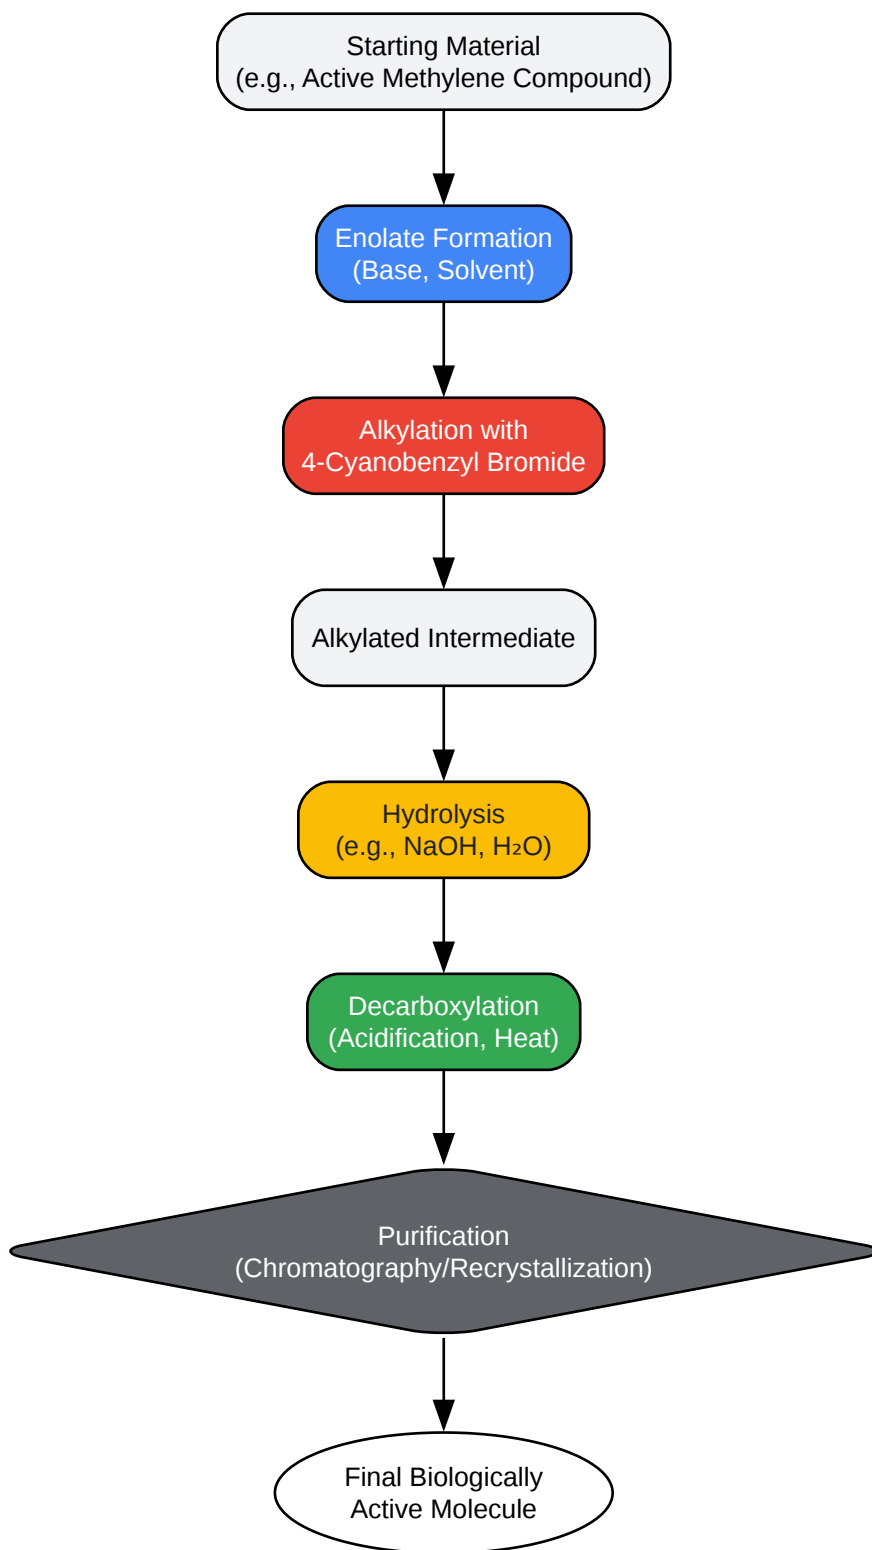 Starting Material
(e.g., Active Methylene Compound)
Enolate Formation
(Base, Solvent)
Alkylation with
4-Cyanobenzyl Bromide
Alkylated Intermediate
Hydrolysis
(e.g., NaOH, H₂O)
Decarboxylation
(Acidification, Heat)
Purification
(Chromatography/Recrystallization)
Final Biologically
Active Molecule